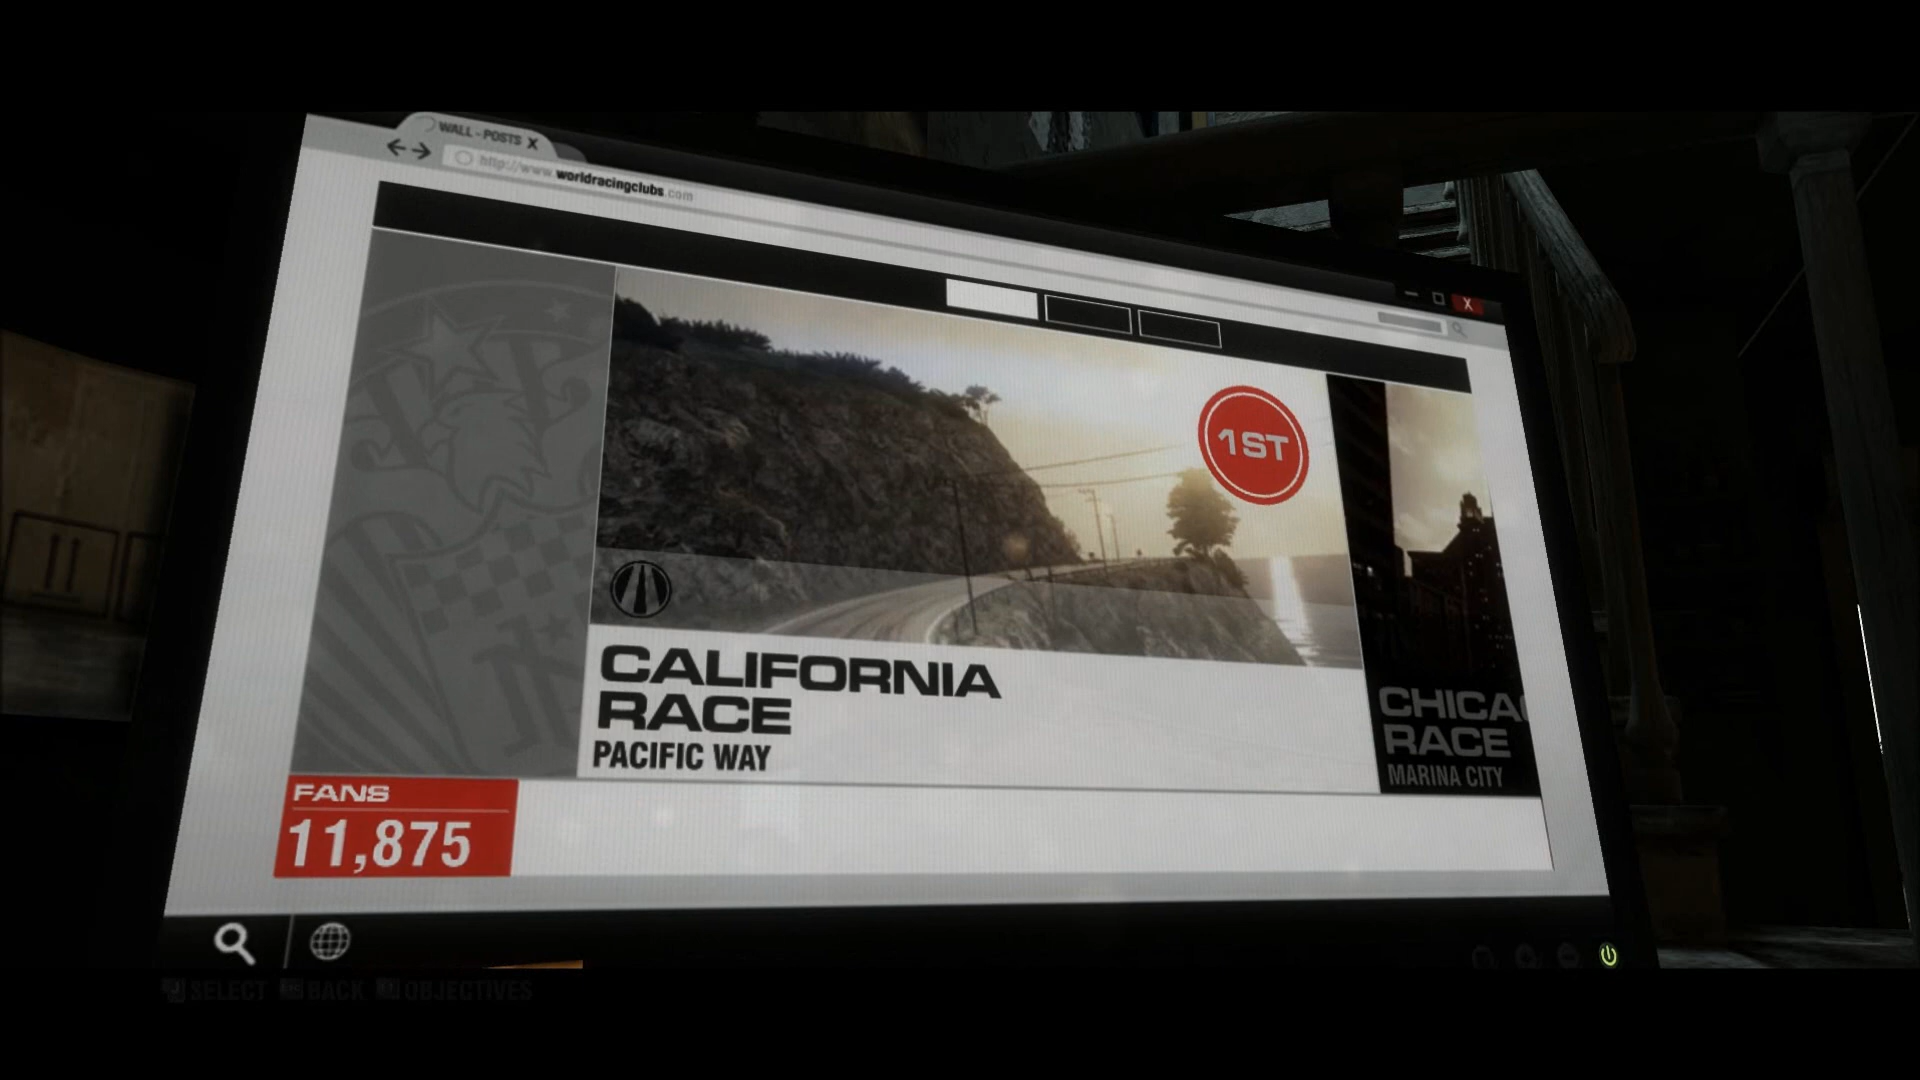 WALL - POSTS X
http://www.worldracingclubs.com
X
1ST
CALIFORNIA
RACE
PACIFIC WAY
CHICA
RACE
MARINA CITY
FANS
11,875
SELECT BACK OBJECTIVES